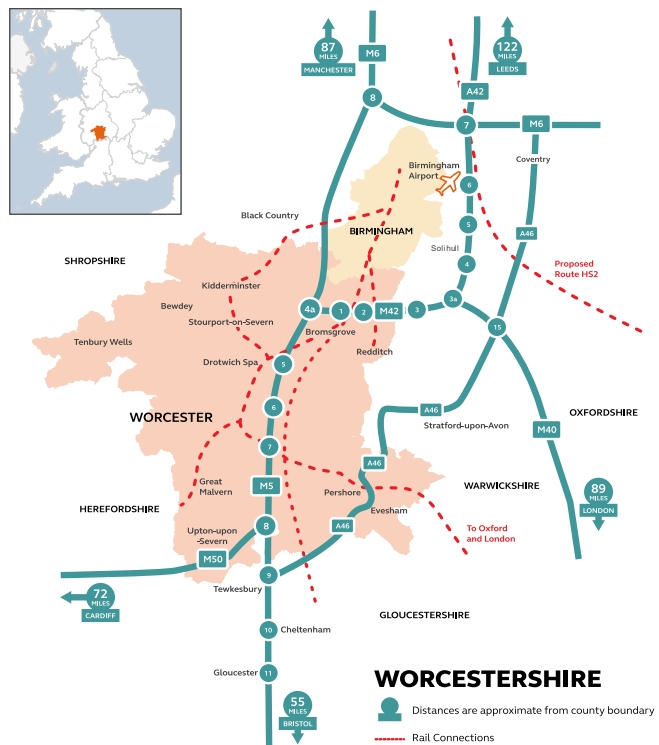 87
MILES
MANCHESTER
M6
122
MILES
LEEDS
A42
8
7
M6
Coventry
Birmingham
Airport
6
Black Country
5
A46
BIRMINGHAM
Solihull
SHROPSHIRE
4
Proposed
Route HS2
Kidderminster
Bewdey
Stourport-on-Severn
4a
1
2
M42
3
3a
15
Bromsgrove
Tenbury Wells
Redditch
Drotwich Spa
5
6
A46
OXFORDSHIRE
WORCESTER
Stratford-upon-Avon
M40
7
A46
Great
Malvern
M5
Pershore
WARWICKSHIRE
89
MILES
LONDON
HEREFORDSHIRE
Evesham
Upton-upon
-Severn
8
A46
To Oxford
and London
M50
9
Tewkesbury
72
MILES
CARDIFF
GLOUCESTERSHIRE
10
Cheltenham
Gloucester
11
55
MILES
BRISTOL
WORCESTERSHIRE
Distances are approximate from county boundary
Rail Connections